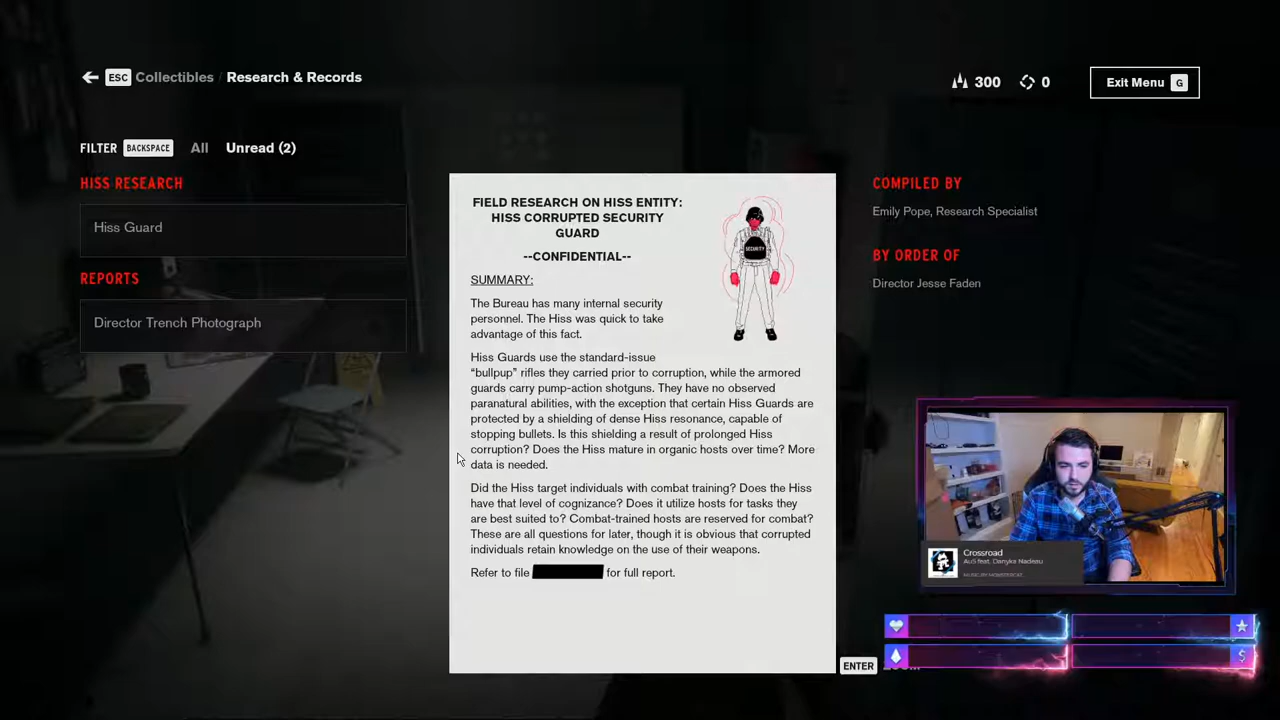 ESC Collectibles / Research & Records
300
0
Exit Menu G
FILTER BACKSPACE All Unread (2)
HISS RESEARCH
Hiss Guard
REPORTS
Director Trench Photograph
FIELD RESEARCH ON HISS ENTITY:
HISS CORRUPTED SECURITY
GUARD
--CONFIDENTIAL--
SUMMARY:
The Bureau has many internal security
personnel. The Hiss was quick to take
advantage of this fact.
Hiss Guards use the standard-issue
“bullpup” rifles they carried prior to corruption, while the armored
guards carry pump-action shotguns. They have no observed
paranatural abilities, with the exception that certain Hiss Guards are
protected by a shielding of dense Hiss resonance, capable of
stopping bullets. Is this shielding a result of prolonged Hiss
corruption? Does the Hiss mature in organic hosts over time? More
data is needed.
Did the Hiss target individuals with combat training? Does the Hiss
have that level of cognizance? Does it utilize hosts for tasks they
are best suited to? Combat-trained hosts are reserved for combat?
These are all questions for later, though it is obvious that corrupted
individuals retain knowledge on the use of their weapons.
Refer to file for full report.
SECURITY
COMPILED BY
Emily Pope, Research Specialist
BY ORDER OF
Director Jesse Faden
Crossroad
Au5 feat. Danyka Nadeau
ENTER
$